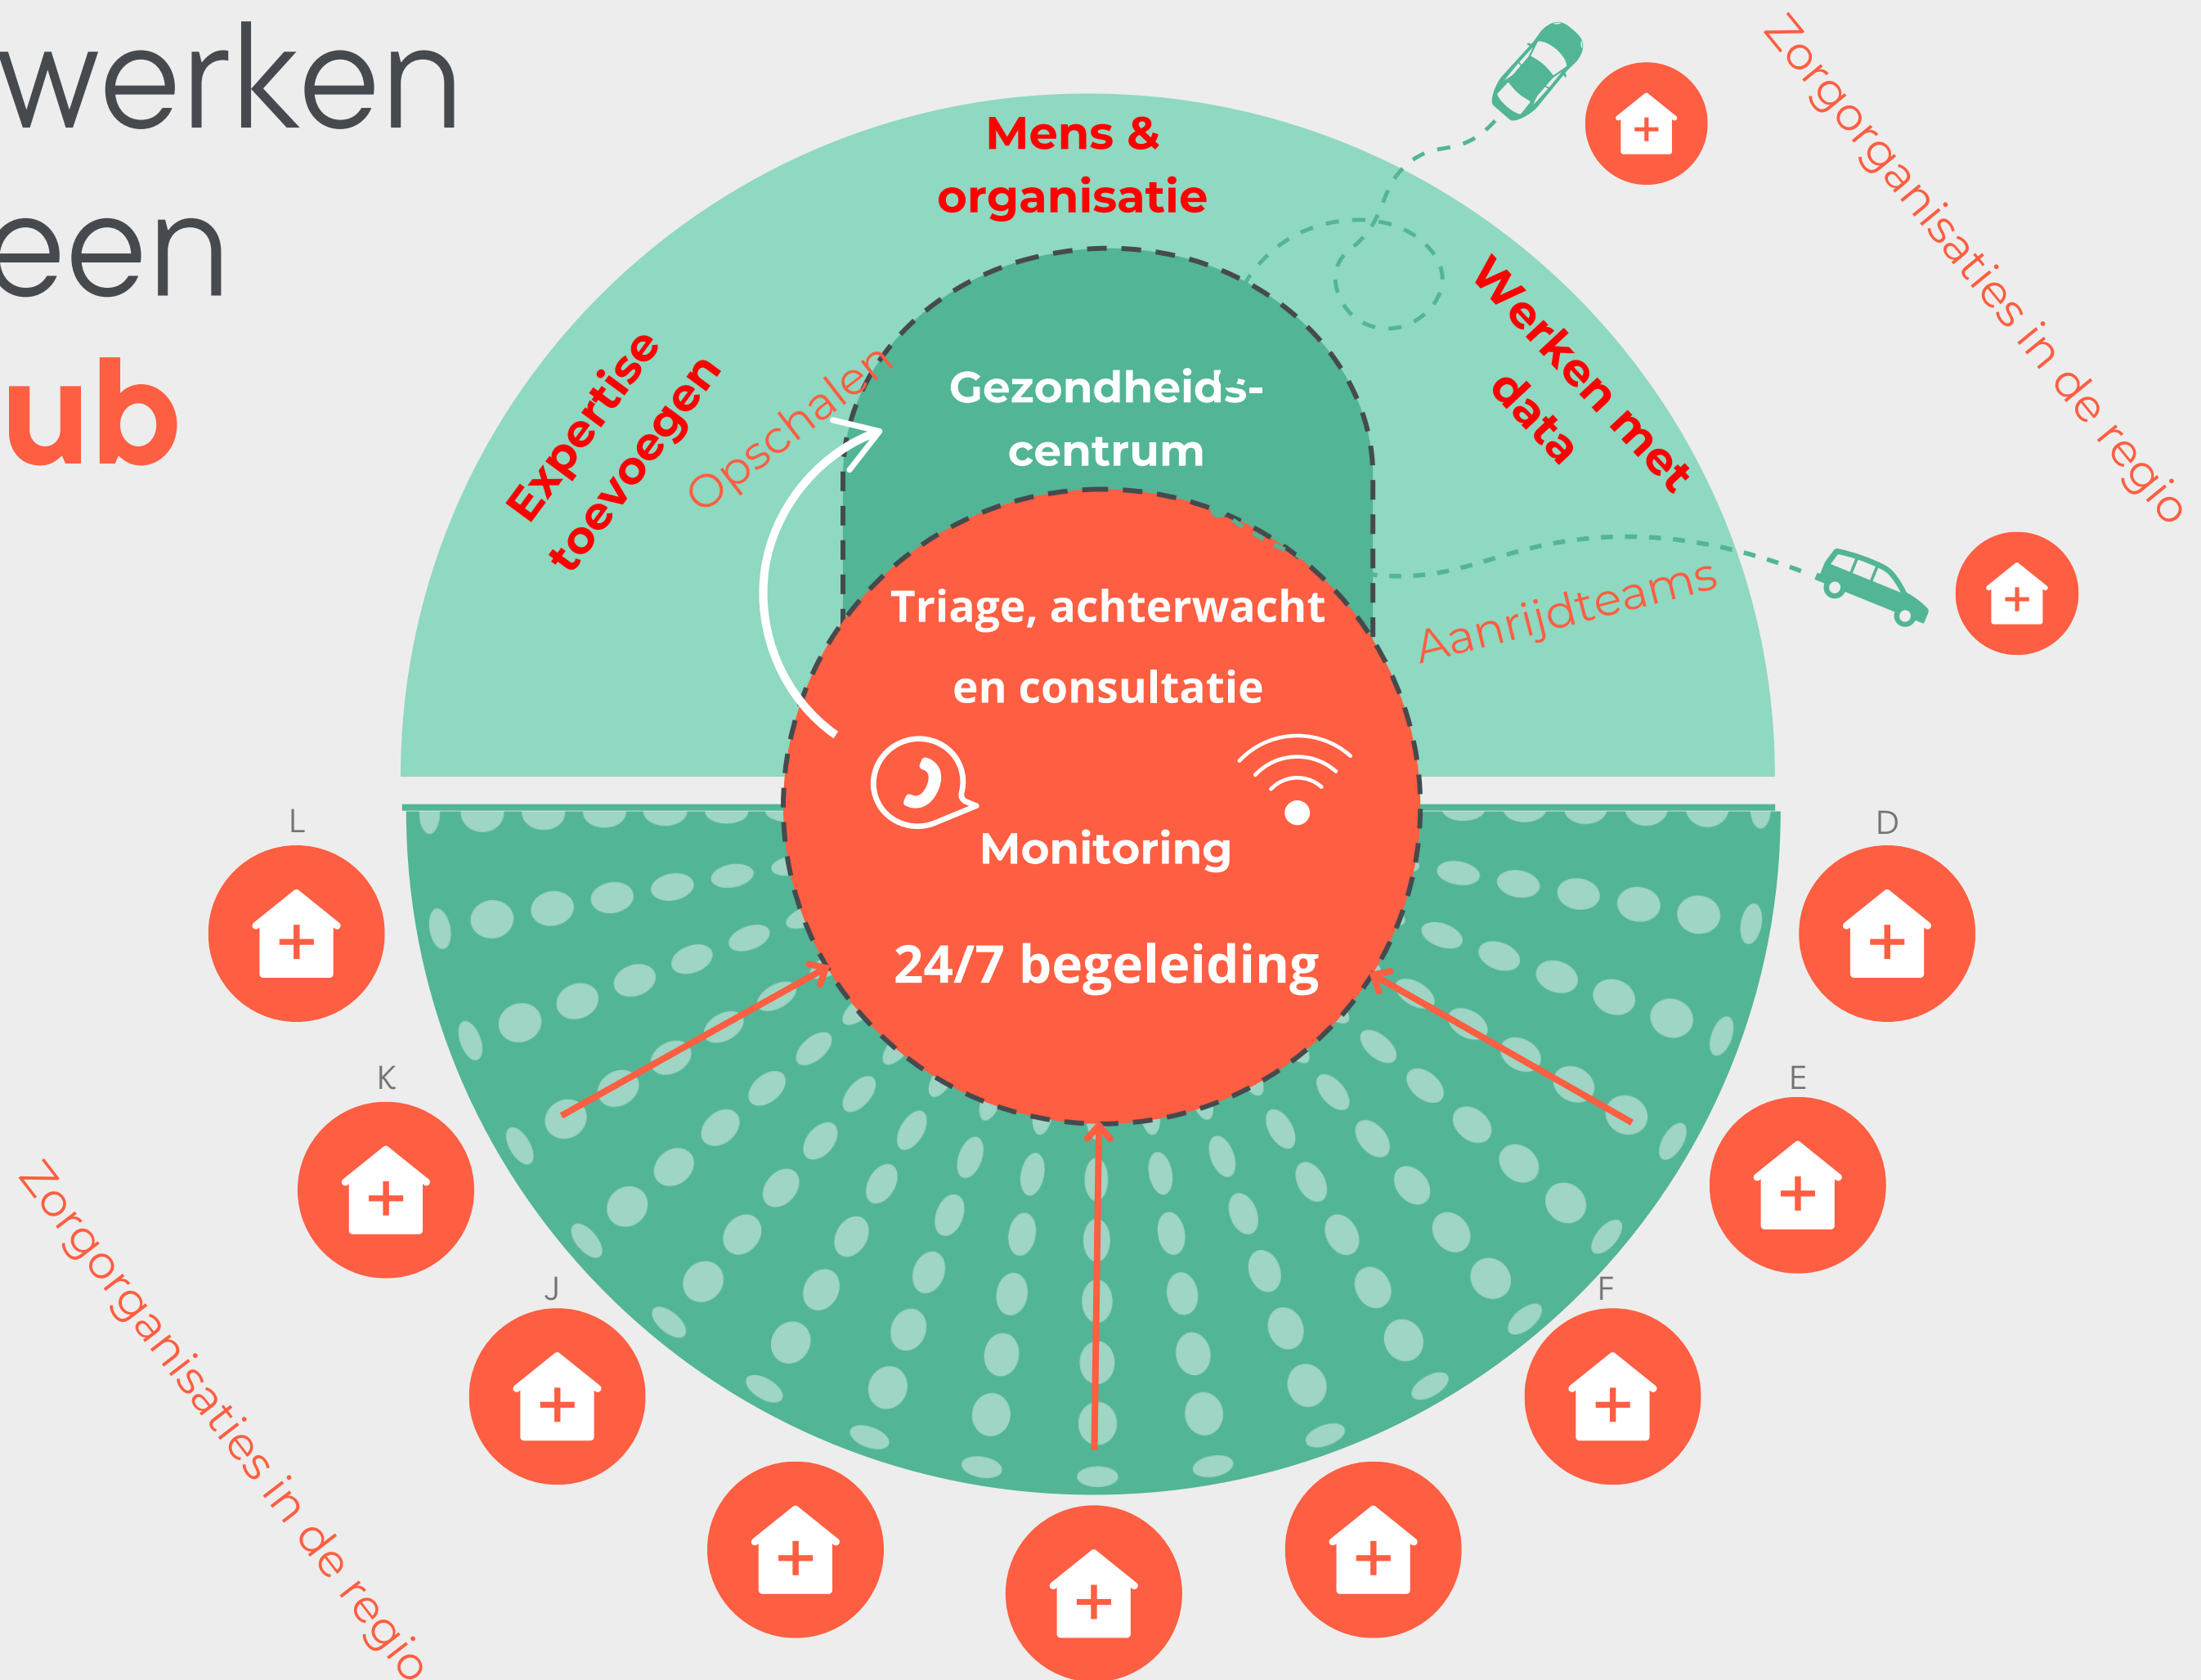 werken
een
ub
Mens &
organisatie
Zorgorganisaties in de regio
Werken met
data
Expertise
toevoegen
Opschalen
Gezondheids-
centrum
Triage, achterwacht
en consultatie
Aanrijdteams
Monitoring
24/7 begeleiding
L
D
K
E
J
F
Zorgorganisaties in de regio